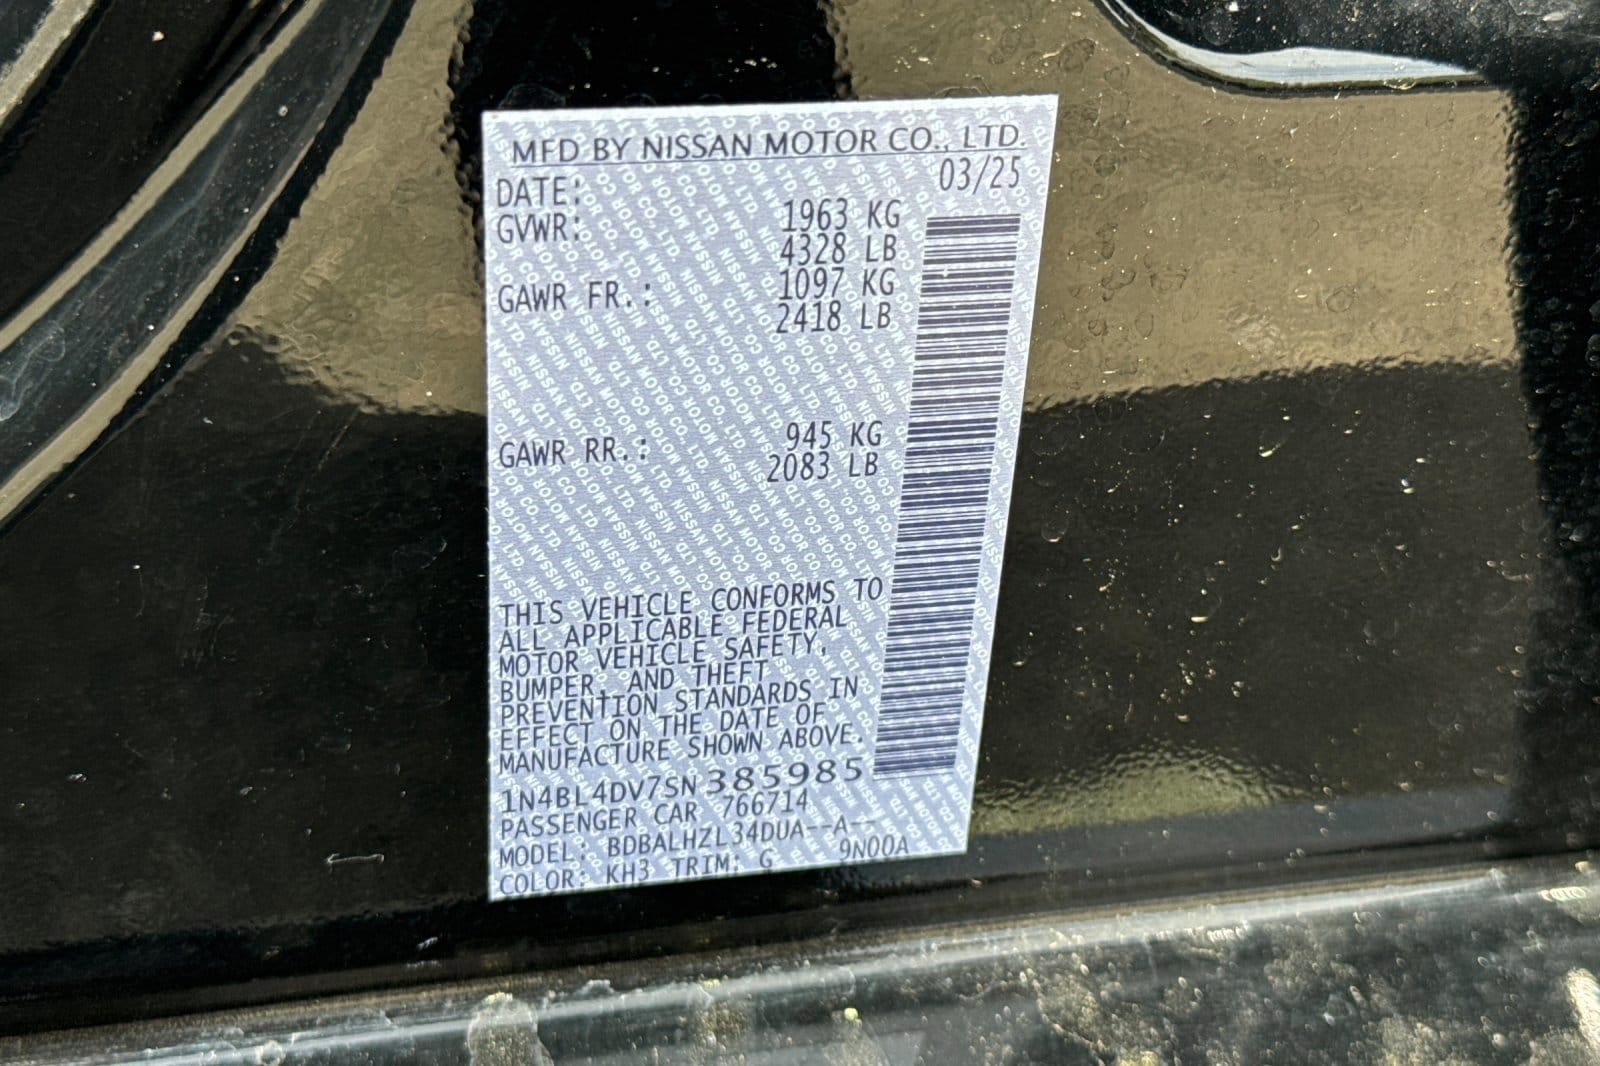 MFD BY NISSAN MOTOR CO., LTD.
DATE: 03/25
GVWR: 1963 KG
4328 LB
GAWR FR.: 1097 KG
2418 LB
GAWR RR.: 945 KG
2083 LB
THIS VEHICLE CONFORMS TO
ALL APPLICABLE FEDERAL
MOTOR VEHICLE SAFETY,
BUMPER, AND THEFT
PREVENTION STANDARDS IN
EFFECT ON THE DATE OF
MANUFACTURE SHOWN ABOVE.
1N4BL4DV7SN385985
PASSENGER CAR 766714
MODEL: BDBALHZL34DUA--A--
COLOR: KH3 TRIM: G 9N00A